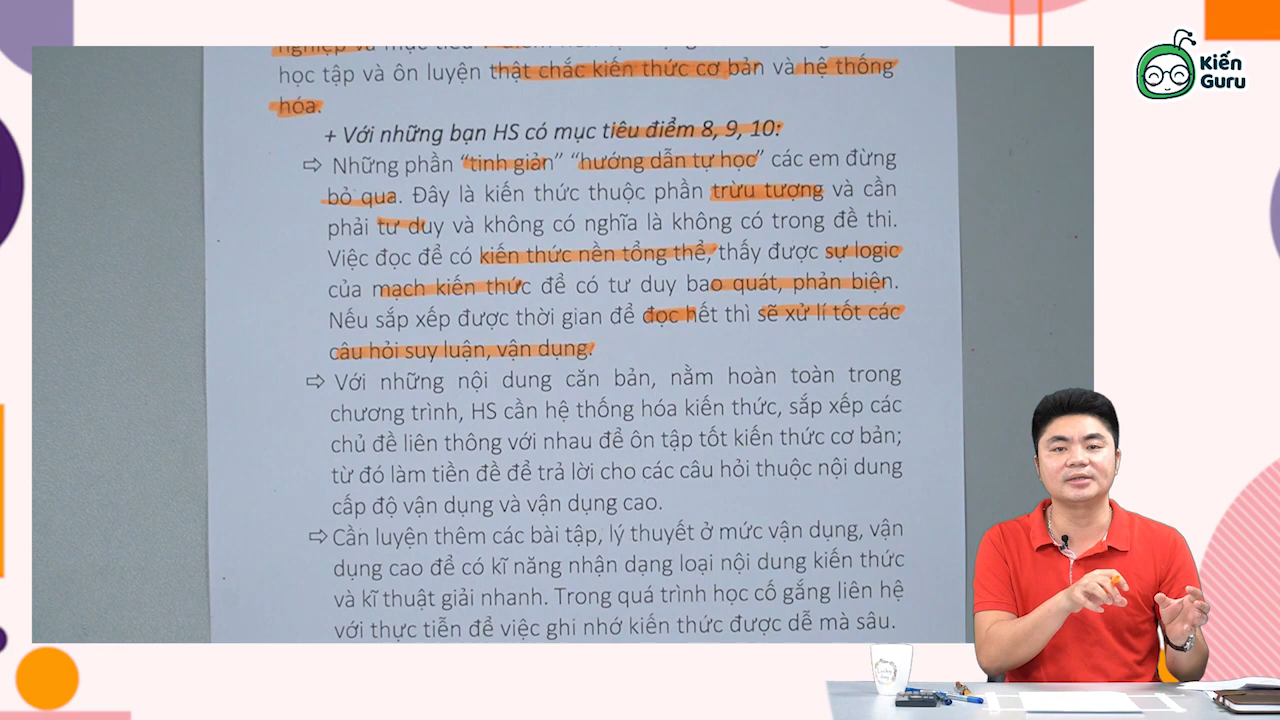 nghiệp và mục tiêu
học tập và ôn luyện thật chắc kiến thức cơ bản và hệ thống
hóa.
+ Với những bạn HS có mục tiêu điểm 8, 9, 10:
⇨ Những phần “tinh giản” “hướng dẫn tự học” các em đừng
bỏ qua. Đây là kiến thức thuộc phần trừu tượng và cần
phải tư duy và không có nghĩa là không có trong đề thi.
Việc đọc để có kiến thức nền tổng thể, thấy được sự logic
của mạch kiến thức để có tư duy bao quát, phản biện.
Nếu sắp xếp được thời gian để đọc hết thì sẽ xử lí tốt các
câu hỏi suy luận, vận dụng.
⇨ Với những nội dung căn bản, nằm hoàn toàn trong
chương trình, HS cần hệ thống hóa kiến thức, sắp xếp các
chủ đề liên thông với nhau để ôn tập tốt kiến thức cơ bản;
từ đó làm tiền đề để trả lời cho các câu hỏi thuộc nội dung
cấp độ vận dụng và vận dụng cao.
⇨ Cần luyện thêm các bài tập, lý thuyết ở mức vận dụng, vận
dụng cao để có kĩ năng nhận dạng loại nội dung kiến thức
và kĩ thuật giải nhanh. Trong quá trình học cố gắng liên hệ
với thực tiễn để việc ghi nhớ kiến thức được dễ mà sâu.
Kiến
Guru